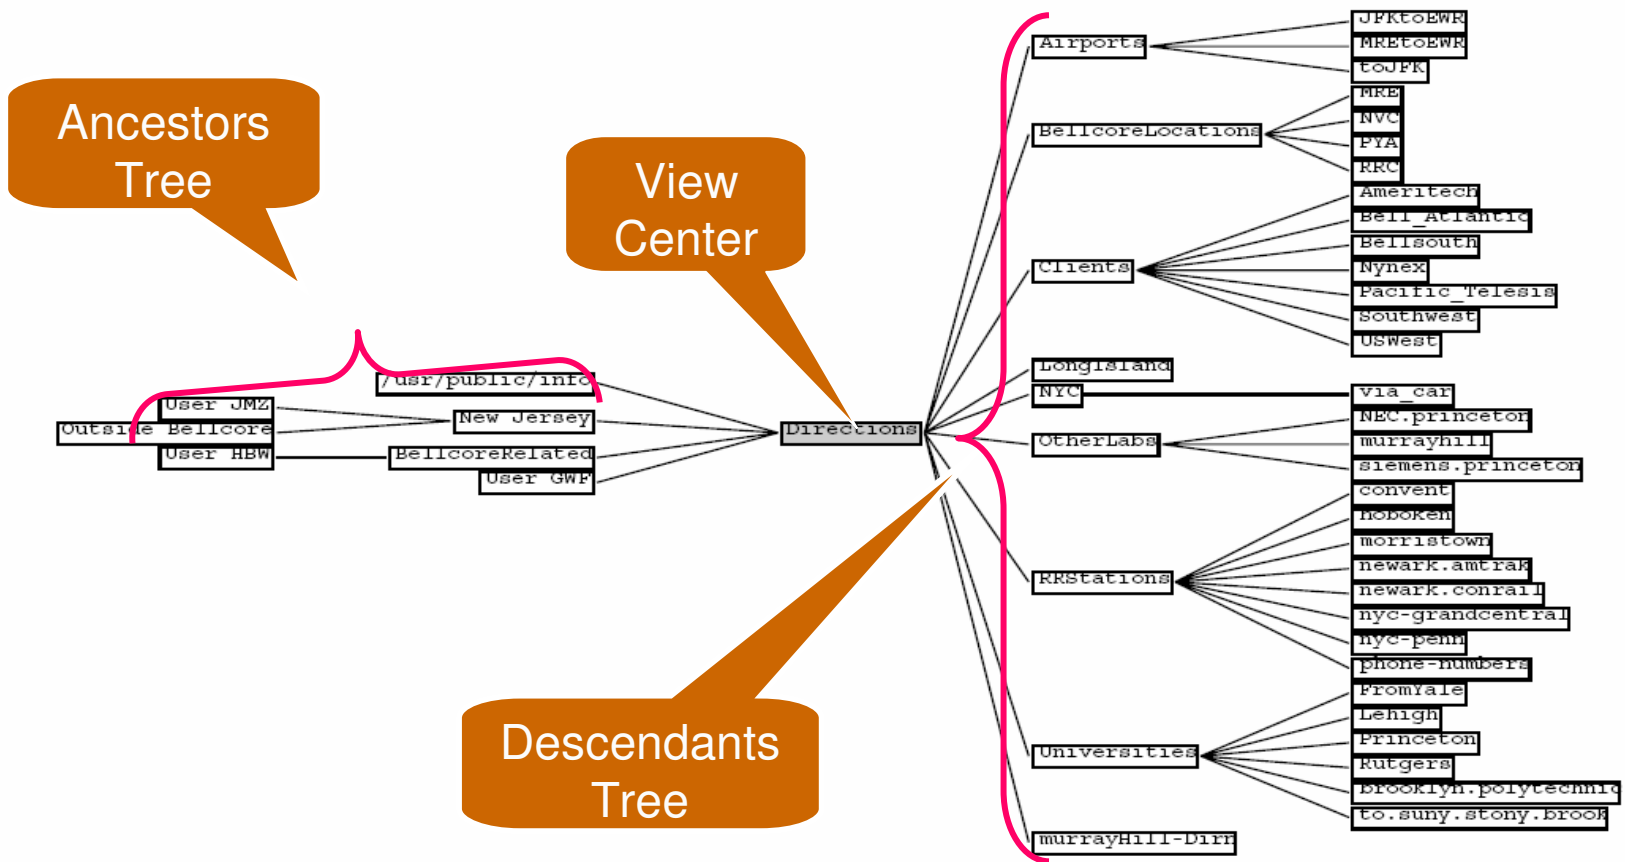 Ancestors
Tree
View
Center
Descendants
Tree
/usr/public/info
User JMZ
New Jersey
Outside Bellcore
User HBW
BellcoreRelated
User GWF
Directions
Airports
JFKtoEWR
MREtoEWR
toJFK
BellcoreLocations
MRE
NVC
PYA
RRC
Clients
Ameritech
Bell_Atlantic
Bellsouth
Nynex
Pacific_Telesis
Southwest
USWest
LongIsland
NYC
via_car
OtherLabs
NEC.princeton
murrayhill
siemens.princeton
RRStations
convent
hoboken
morristown
newark.amtrak
newark.conrail
nyc-grandcentral
nyc-penn
phone-numbers
Universities
FromYale
Lehigh
Princeton
Rutgers
brooklyn.polytechnic
to.suny.stony.brook
murrayHill-Dirn